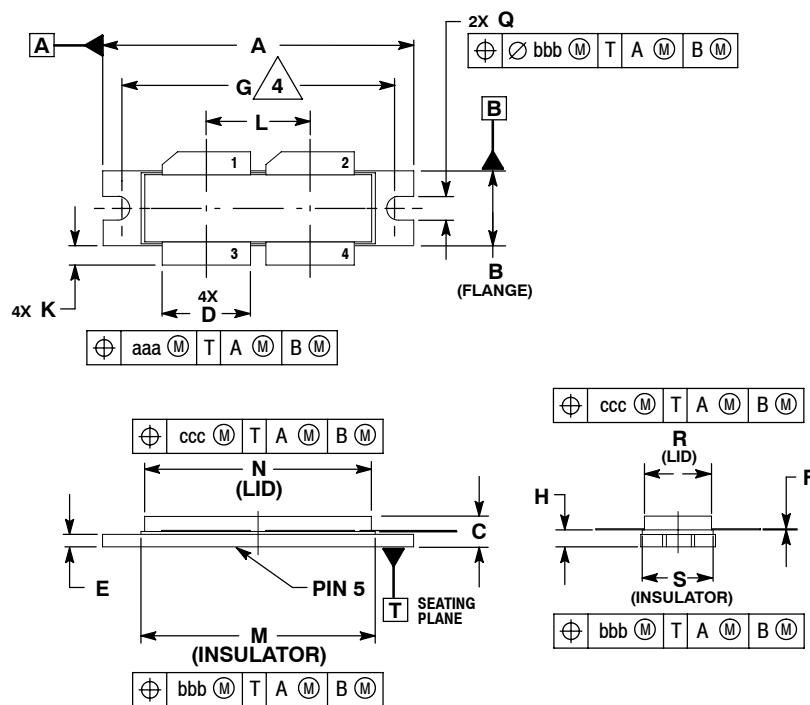 A A 2X Q
⌖ ⌀ bbb Ⓜ T A Ⓜ B Ⓜ
G 4
L B
1 2
3 4
B
(FLANGE)
4X K
4X
D
⌖ aaa Ⓜ T A Ⓜ B Ⓜ
⌖ ccc Ⓜ T A Ⓜ B Ⓜ
N
(LID)
C
E
PIN 5
T SEATING
PLANE
M
(INSULATOR)
⌖ bbb Ⓜ T A Ⓜ B Ⓜ
⌖ ccc Ⓜ T A Ⓜ B Ⓜ
R
(LID)
H
S
(INSULATOR)
⌖ bbb Ⓜ T A Ⓜ B Ⓜ